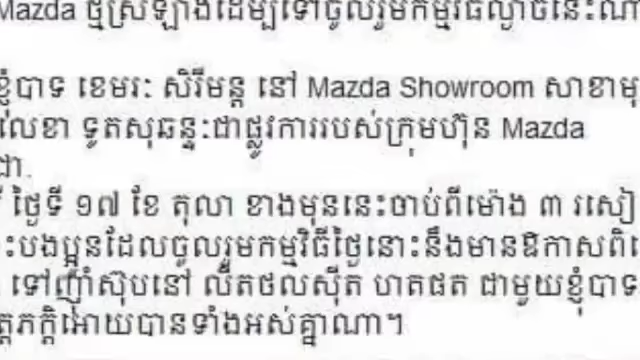 Mazda ថ្មីស្រឡាងដើម្បីទៅចូលរួមកម្មវិធីល្ងាចនេះណា
ខ្ញុំបាទ ខេមរៈ សិរីមន្ត នៅ Mazda Showroom សាខាមុ
លេខា ទូតសុឆន្ទៈជាផ្លូវការរបស់ក្រុមហ៊ុន Mazda
ជា.
ថ្ងៃទី ១៧ ខែ តុលា ខាងមុននេះចាប់ពីម៉ោង ៣ រសៀ
ះបងប្អូនដែលចូលរួមកម្មវិធីថ្ងៃនោះនឹងមានឱកាសពិ
ទៅញ៉ាំស៊ុបនៅ លីតថលស៊ីត ហតផត ជាមួយខ្ញុំបាទ
ត្តភក្តិអោយបានទាំងអស់គ្នាណា។